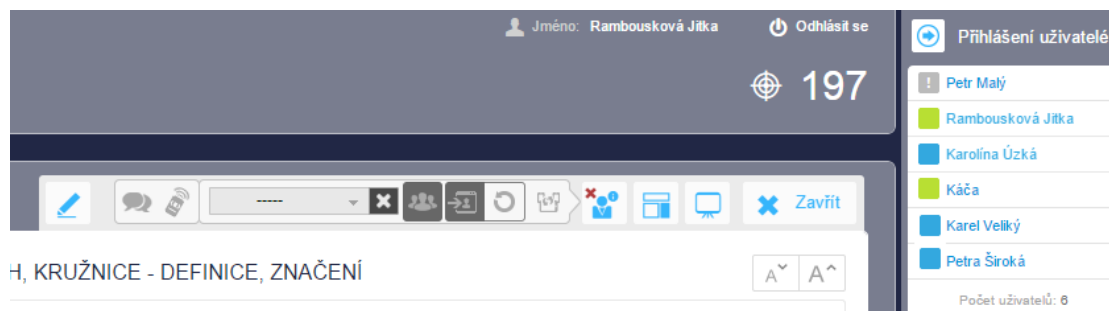 Jméno: Rambousková Jitka
Odhlásit se
197
-----
Zavřít
H, KRUŽNICE - DEFINICE, ZNAČENÍ
A A
Přihlášení uživatelé
Petr Malý
Rambousková Jitka
Karolína Úzká
Káča
Karel Veliký
Petra Široká
Počet uživatelů: 6